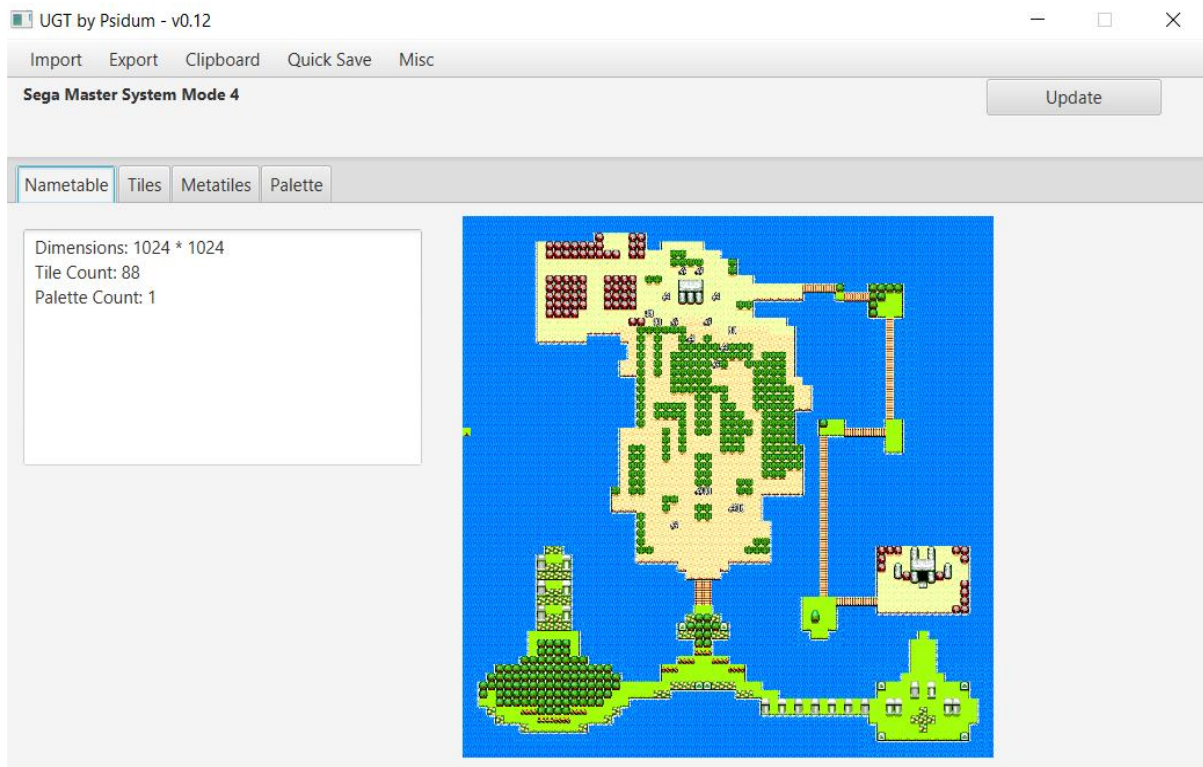 UGT by Psidum - v0.12
Import Export Clipboard Quick Save Misc
Sega Master System Mode 4
Update
Nametable Tiles Metatiles Palette
Dimensions: 1024 * 1024
Tile Count: 88
Palette Count: 1